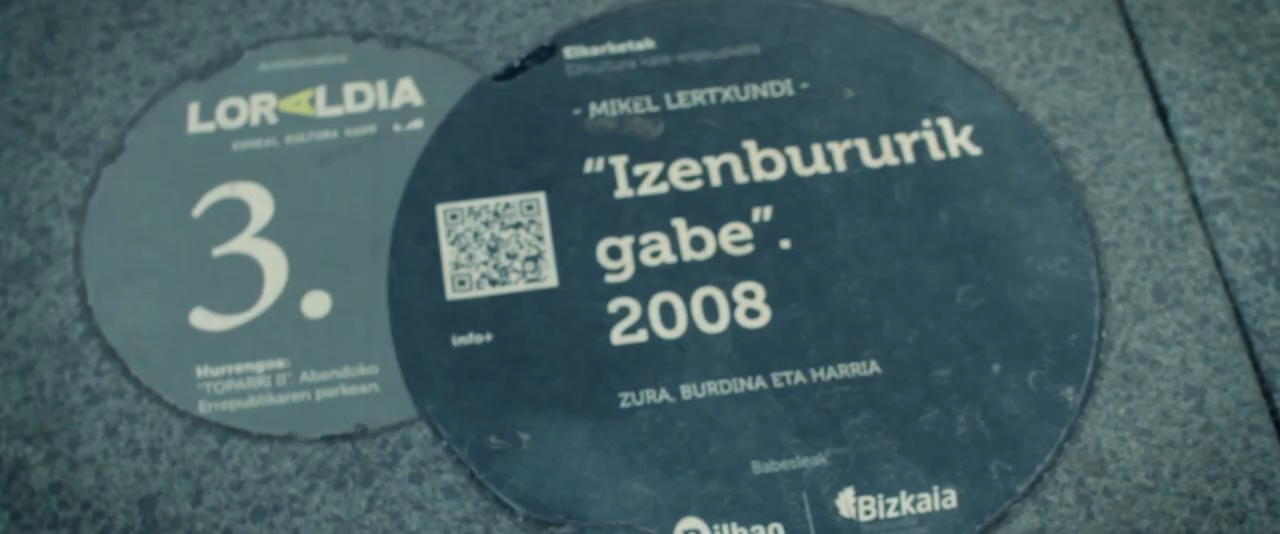 LORALDIA
3.
Hurrengoa:
"TOPARRI II". Abandoko
Errepublikaren parkean.
Elkarketak
- MIKEL LERTXUNDI -
"Izenbururik
gabe".
2008
info+
ZURA, BURDINA ETA HARRIA
Babesleak
Bilbao
Bizkaia